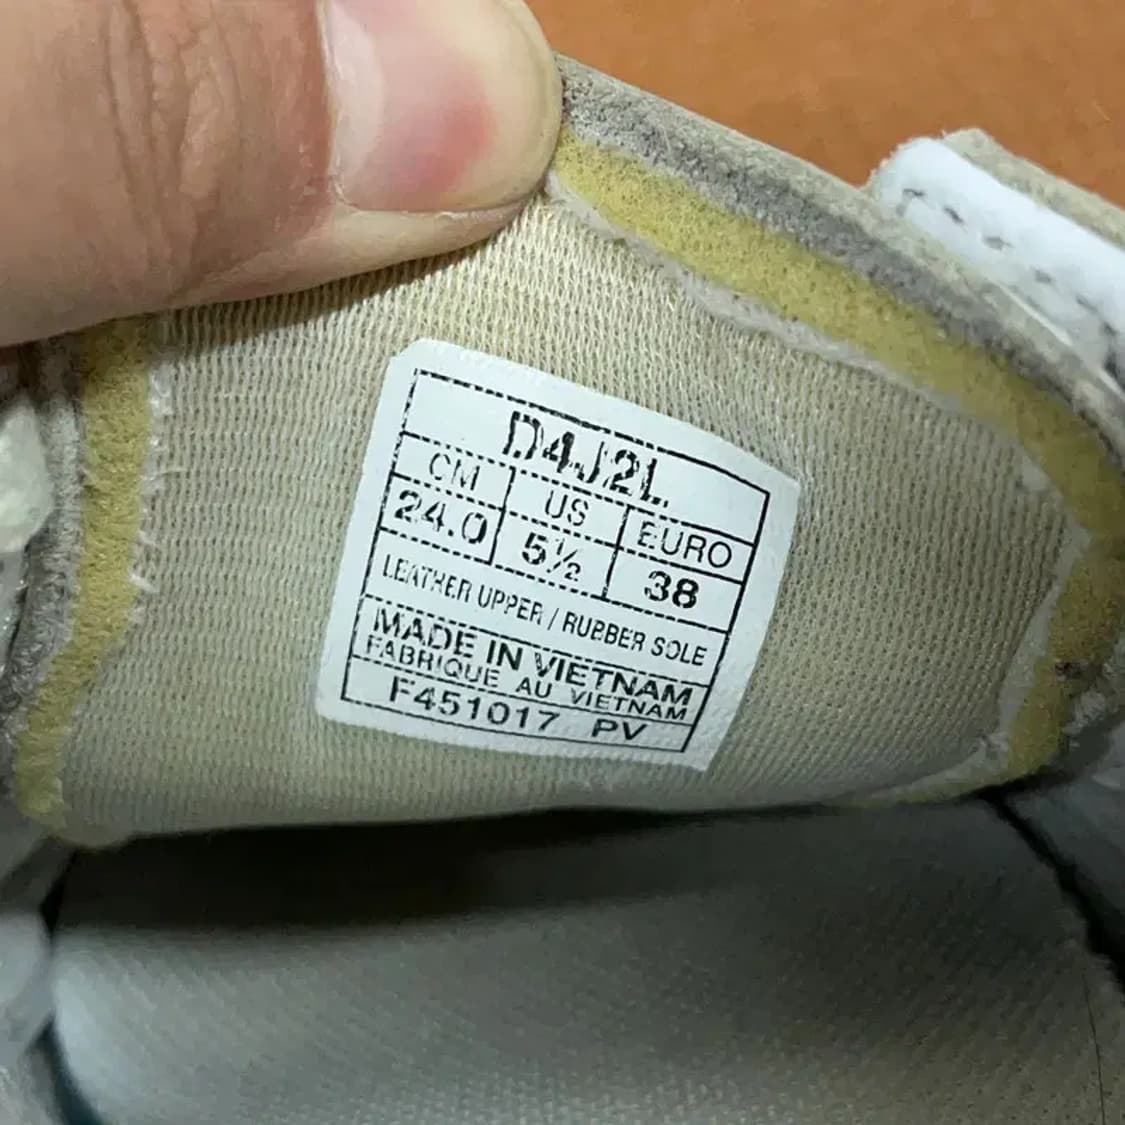 D4J2L
CM US EURO
24.0 5½ 38
LEATHER UPPER / RUBBER SOLE
MADE IN VIETNAM
FABRIQUE AU VIETNAM
F451017 PV